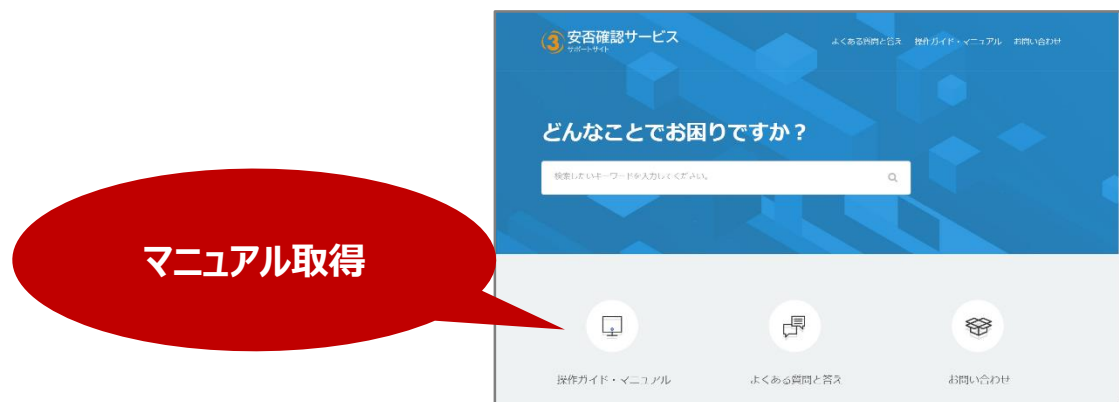 ③ 安否確認サービス
サポートサイト
よくある質問と答え 操作ガイド・マニュアル お問い合わせ
どんなことでお困りですか？
検索したいキーワードを入力してください。
マニュアル取得
操作ガイド・マニュアル よくある質問と答え お問い合わせ